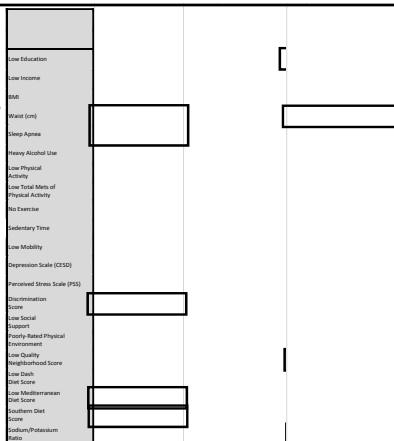 Low Education
Low Income
BMI
Waist (cm)
Sleep Apnea
Heavy Alcohol Use
Low Physical
Activity
Low Total Mets of
Physical Activity
No Exercise
Sedentary Time
Low Mobility
Depression Scale (CESD)
Perceived Stress Scale (PSS)
Discrimination
Score
Low Social
Support
Poorly-Rated Physical
Environment
Low Quality
Neighborhood Score
Low Dash
Diet Score
Low Mediterranean
Diet Score
Southern Diet
Score
Sodium/Potassium
Ratio